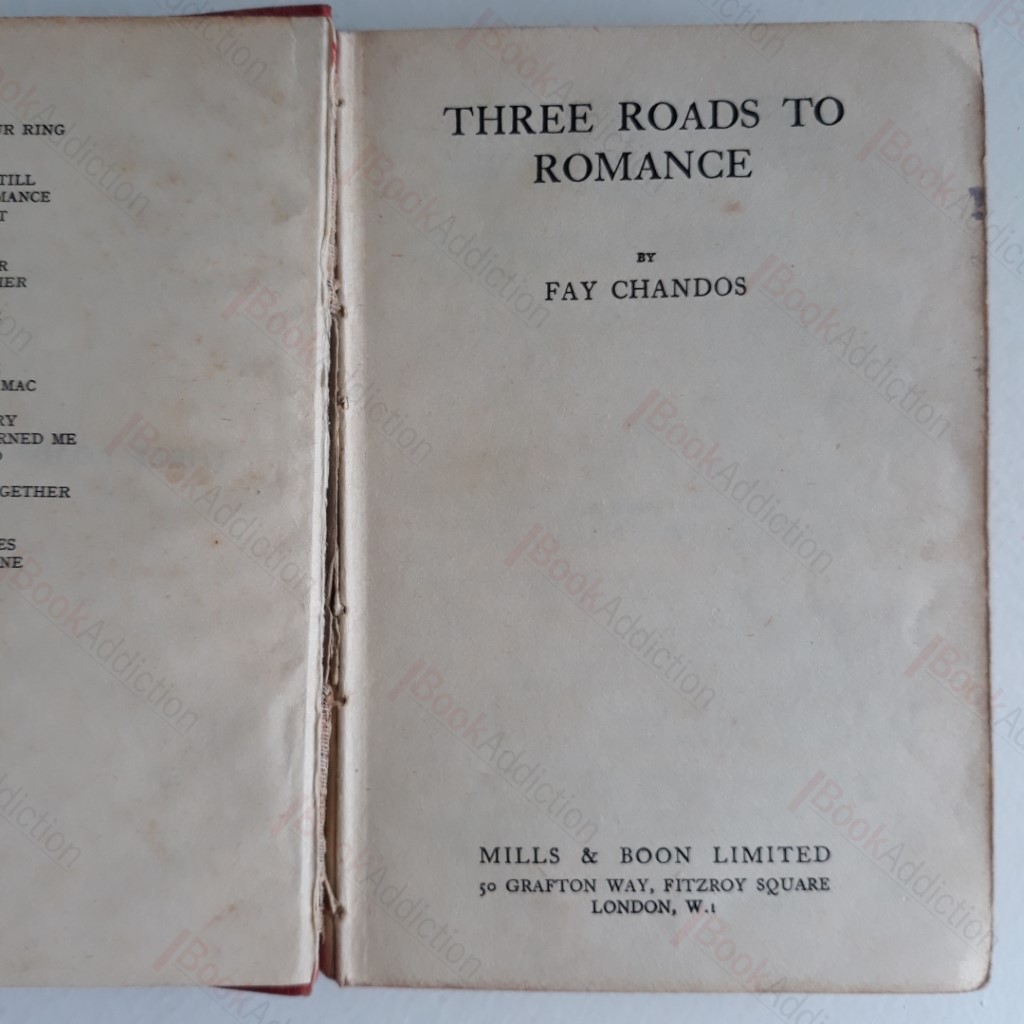 UR RING
TILL
MANCE
T
R
HER
MAC
RY
RNED ME
GETHER
ES
NE
THREE ROADS TO
ROMANCE
BY
FAY CHANDOS
MILLS & BOON LIMITED
50 GRAFTON WAY, FITZROY SQUARE
LONDON, W.1
BookAddiction